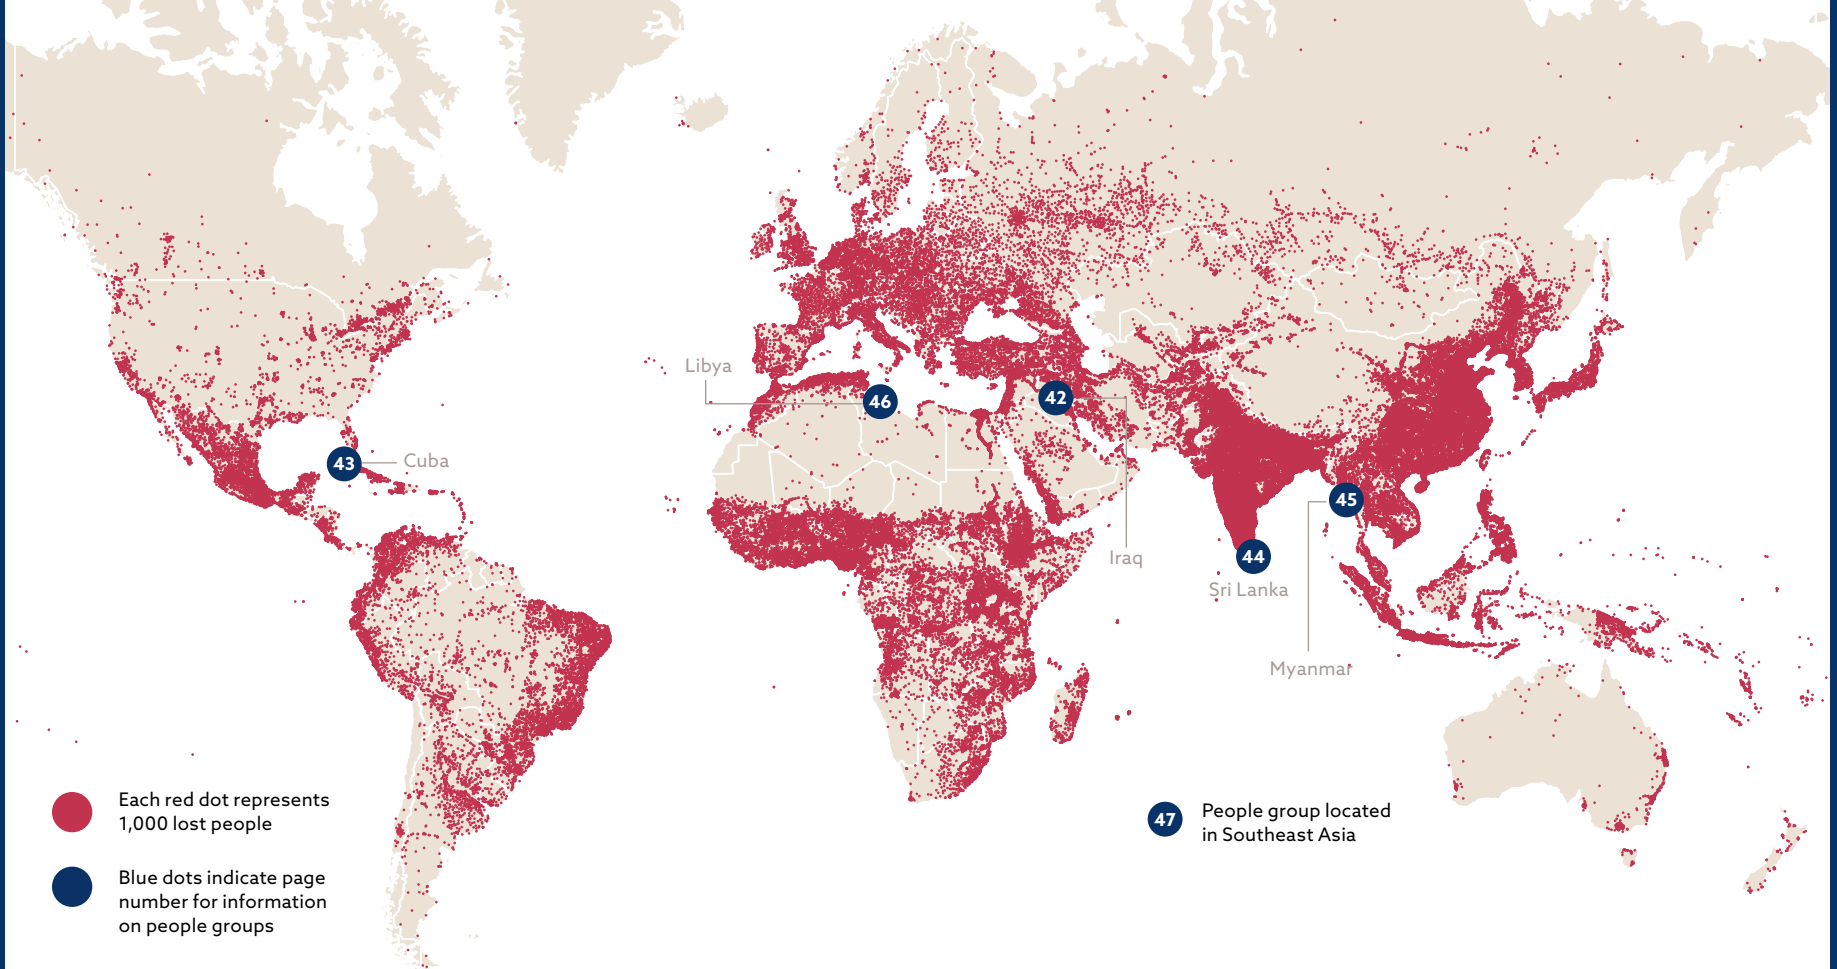 Libya
46
42
43
Cuba
45
44
Iraq
Sri Lanka
Myanmar
Each red dot represents
1,000 lost people
Blue dots indicate page
number for information
on people groups
47
People group located
in Southeast Asia